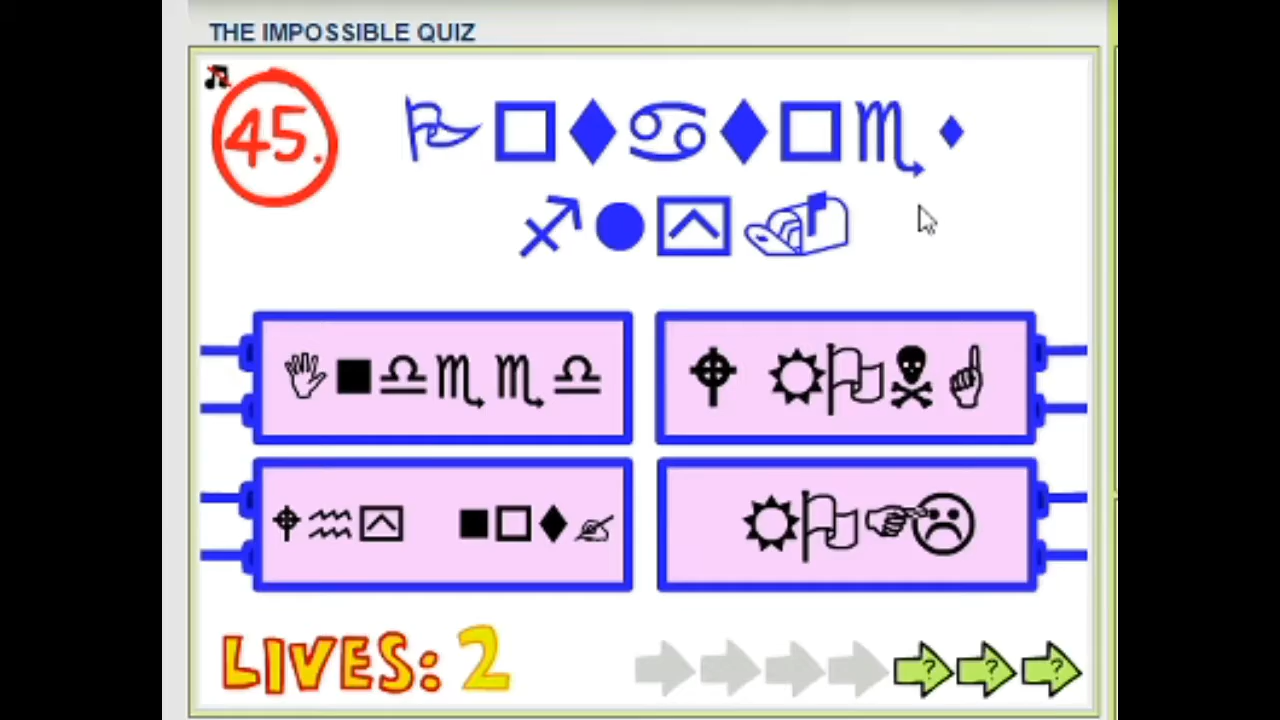 THE IMPOSSIBLE QUIZ
45.
🏱□⧫♋⧫□♏⬧
♐●⍓📬
✋■♎♏♏♎
🕈 ☼🏳☠☝
🕈♒⍓ ■□⧫✍
☼🏳☞☹
LIVES: 2
? ? ?